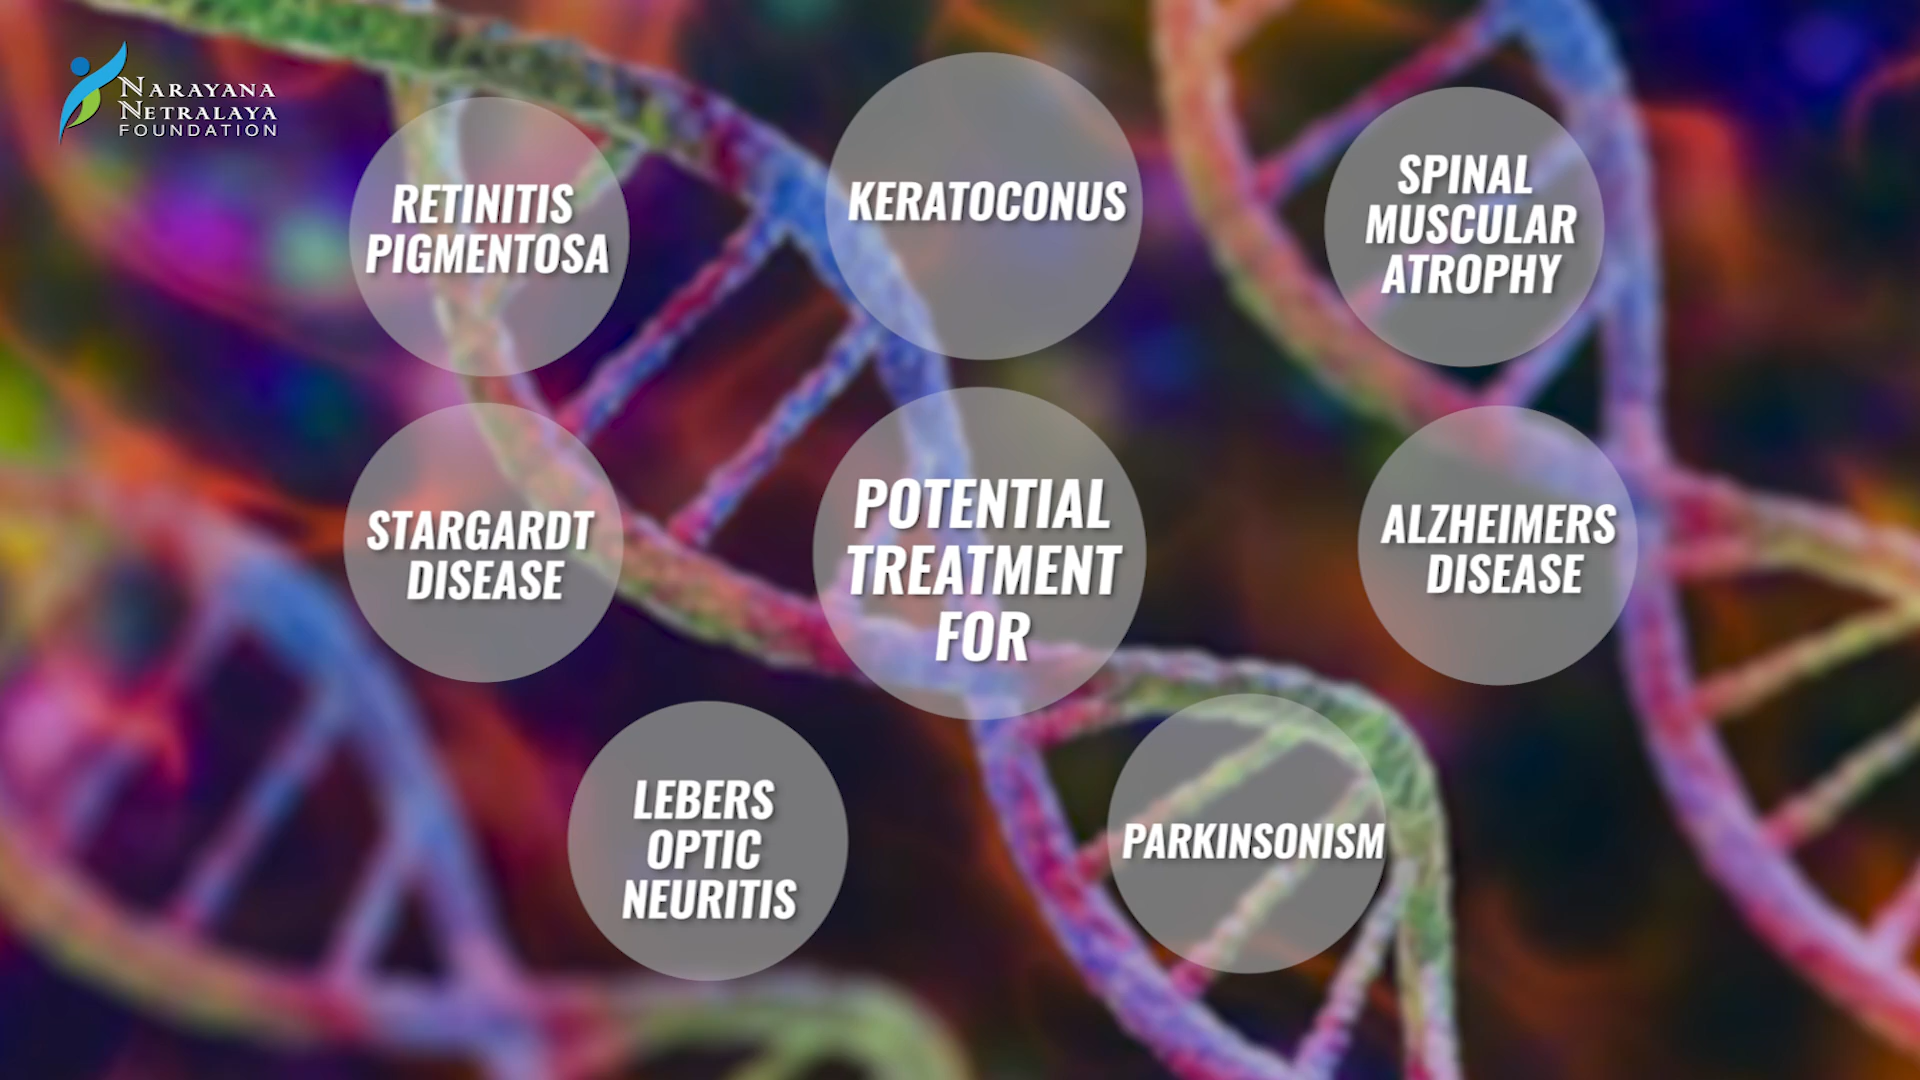 NARAYANA
NETRALAYA
FOUNDATION
RETINITIS
PIGMENTOSA
KERATOCONUS
SPINAL
MUSCULAR
ATROPHY
STARGARDT
DISEASE
POTENTIAL
TREATMENT
FOR
ALZHEIMERS
DISEASE
LEBERS
OPTIC
NEURITIS
PARKINSONISM